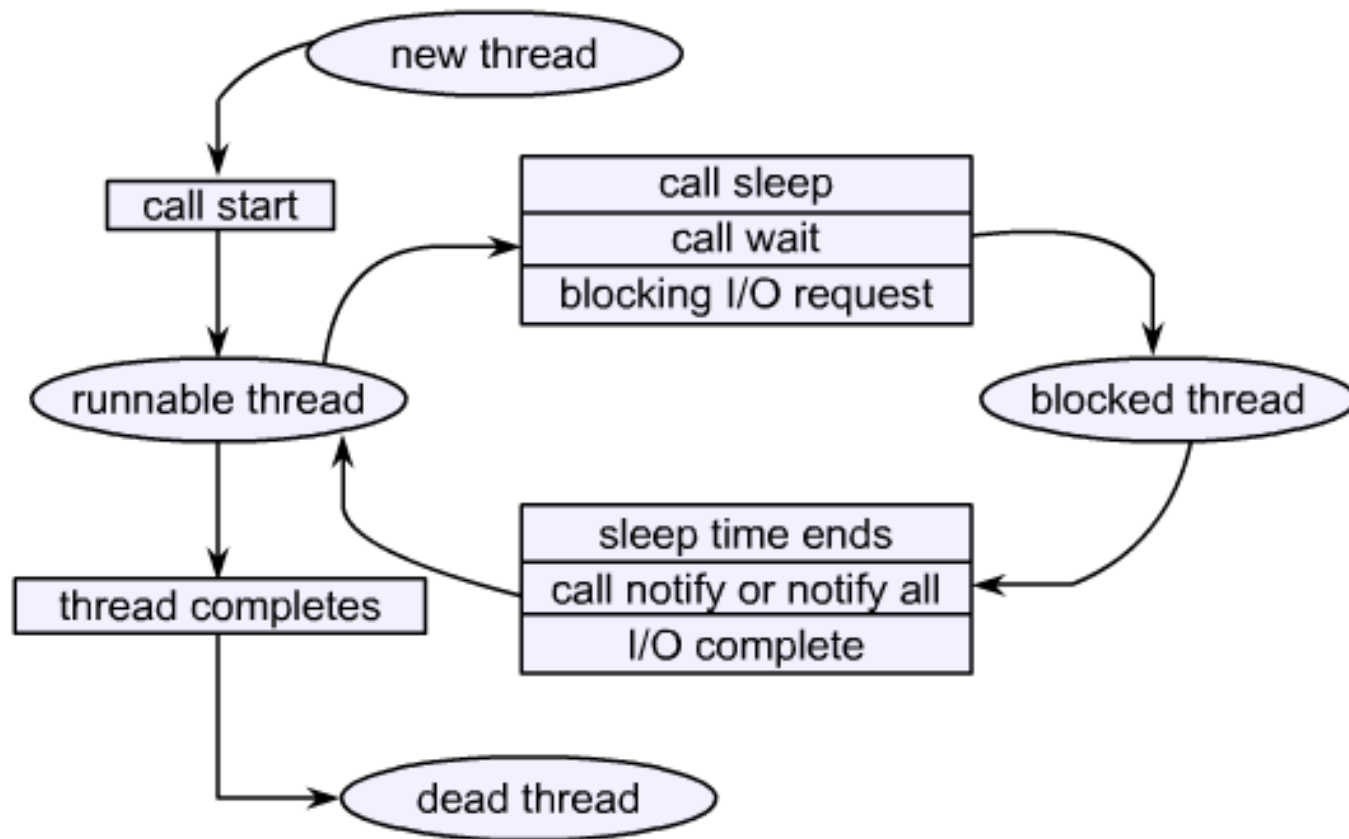 new thread
call start
call sleep
call wait
blocking I/O request
runnable thread
blocked thread
sleep time ends
call notify or notify all
I/O complete
thread completes
dead thread